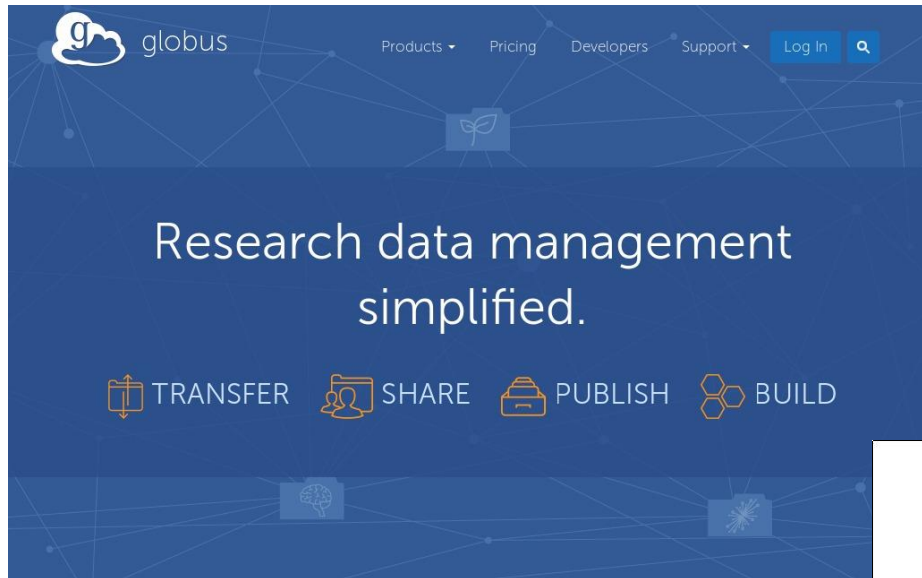 g globus
Products Pricing Developers Support Log In
Research data management
simplified.
TRANSFER SHARE PUBLISH BUILD